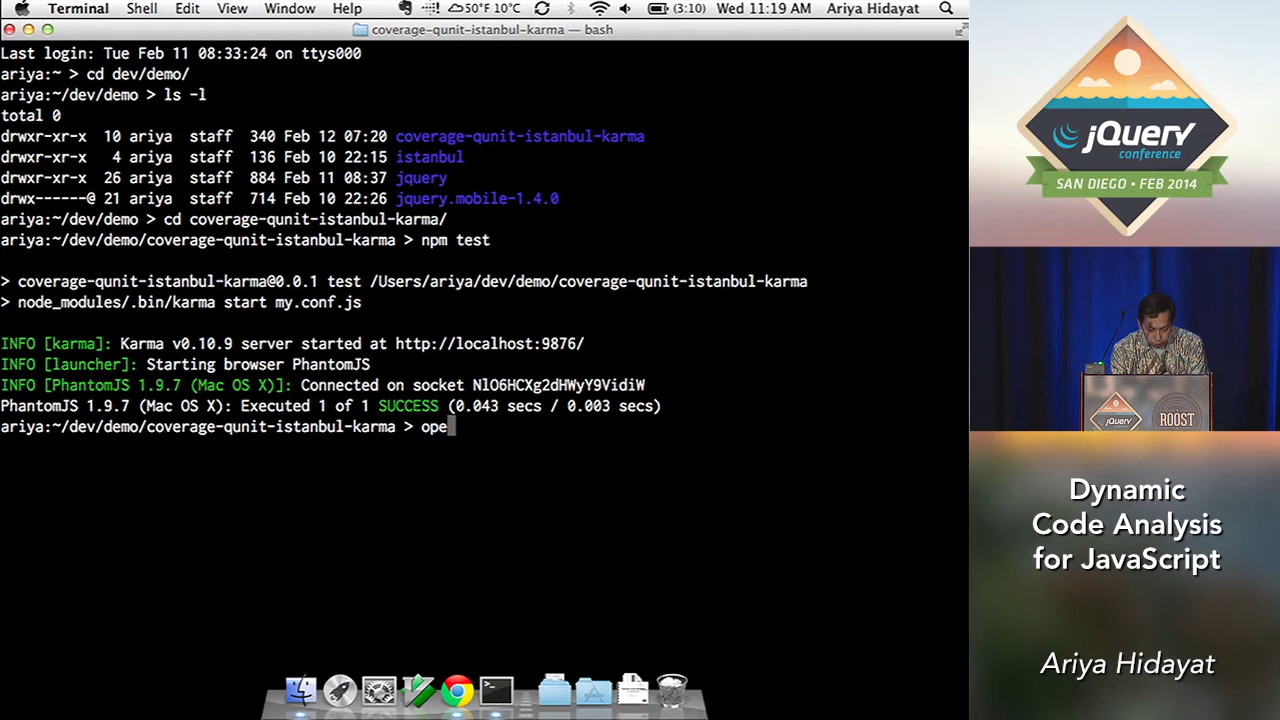 Terminal Shell Edit View Window Help 50°F 10°C (3:10) Wed 11:19 AM Ariya Hidayat
coverage-qunit-istanbul-karma — bash
Last login: Tue Feb 11 08:33:24 on ttys000
ariya:~ > cd dev/demo/
ariya:~/dev/demo > ls -l
total 0
drwxr-xr-x 10 ariya staff 340 Feb 12 07:20 coverage-qunit-istanbul-karma
drwxr-xr-x 4 ariya staff 136 Feb 10 22:15 istanbul
drwxr-xr-x 26 ariya staff 884 Feb 11 08:37 jquery
drwx------@ 21 ariya staff 714 Feb 10 22:26 jquery.mobile-1.4.0
ariya:~/dev/demo > cd coverage-qunit-istanbul-karma/
ariya:~/dev/demo/coverage-qunit-istanbul-karma > npm test
> coverage-qunit-istanbul-karma@0.0.1 test /Users/ariya/dev/demo/coverage-qunit-istanbul-karma
> node_modules/.bin/karma start my.conf.js
INFO [karma]: Karma v0.10.9 server started at http://localhost:9876/
INFO [launcher]: Starting browser PhantomJS
INFO [PhantomJS 1.9.7 (Mac OS X)]: Connected on socket NlO6HCXg2dHWyY9VidiW
PhantomJS 1.9.7 (Mac OS X): Executed 1 of 1 SUCCESS (0.043 secs / 0.003 secs)
ariya:~/dev/demo/coverage-qunit-istanbul-karma > ope
jQuery
conference
SAN DIEGO • FEB 2014
jQuery
ROOST
Dynamic
Code Analysis
for JavaScript
Ariya Hidayat